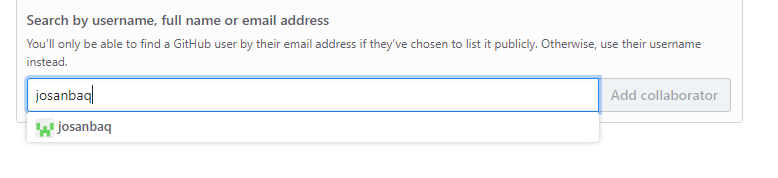 Search by username, full name or email address
You'll only be able to find a GitHub user by their email address if they've chosen to list it publicly. Otherwise, use their username
instead.
josanbaq
Add collaborator
josanbaq